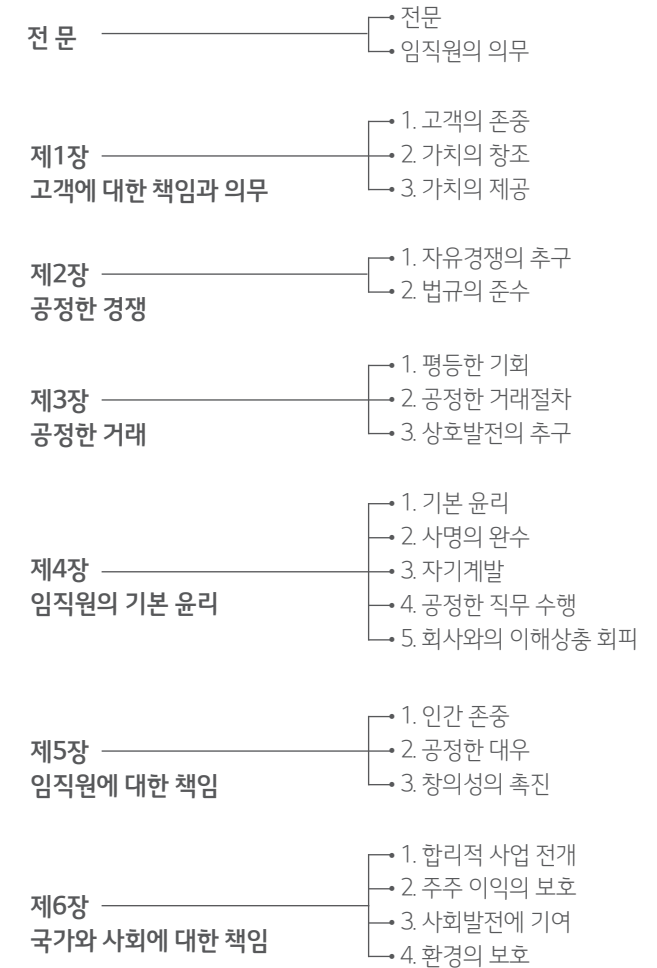 전 문
전문
임직원의 의무
제1장
고객에 대한 책임과 의무
1. 고객의 존중
2. 가치의 창조
3. 가치의 제공
제2장
공정한 경쟁
1. 자유경쟁의 추구
2. 법규의 준수
제3장
공정한 거래
1. 평등한 기회
2. 공정한 거래절차
3. 상호발전의 추구
제4장
임직원의 기본 윤리
1. 기본 윤리
2. 사명의 완수
3. 자기계발
4. 공정한 직무 수행
5. 회사와의 이해상충 회피
제5장
임직원에 대한 책임
1. 인간 존중
2. 공정한 대우
3. 창의성의 촉진
제6장
국가와 사회에 대한 책임
1. 합리적 사업 전개
2. 주주 이익의 보호
3. 사회발전에 기여
4. 환경의 보호